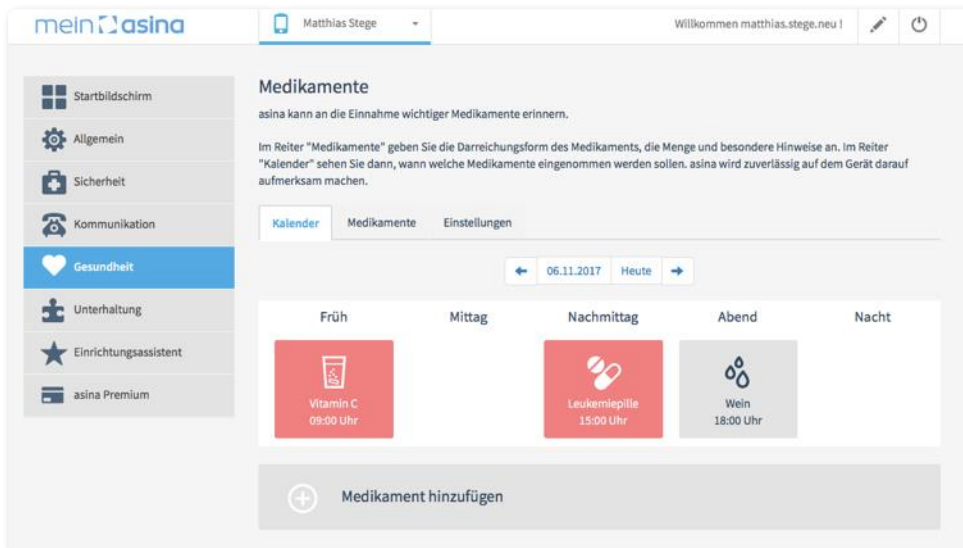 mein asina
Matthias Stege
Willkommen matthias.stege.neu !
Startbildschirm
Allgemein
Sicherheit
Kommunikation
Gesundheit
Unterhaltung
Einrichtungsassistent
asina Premium
Medikamente
asina kann an die Einnahme wichtiger Medikamente erinnern.
Im Reiter "Medikamente" geben Sie die Darreichungsform des Medikaments, die Menge und besondere Hinweise an. Im Reiter
"Kalender" sehen Sie dann, wann welche Medikamente eingenommen werden sollen. asina wird zuverlässig auf dem Gerät darauf
aufmerksam machen.
Kalender Medikamente Einstellungen
06.11.2017 Heute
Früh Mittag Nachmittag Abend Nacht
Vitamin C
09:00 Uhr
Leukemiepille
15:00 Uhr
Wein
18:00 Uhr
Medikament hinzufügen